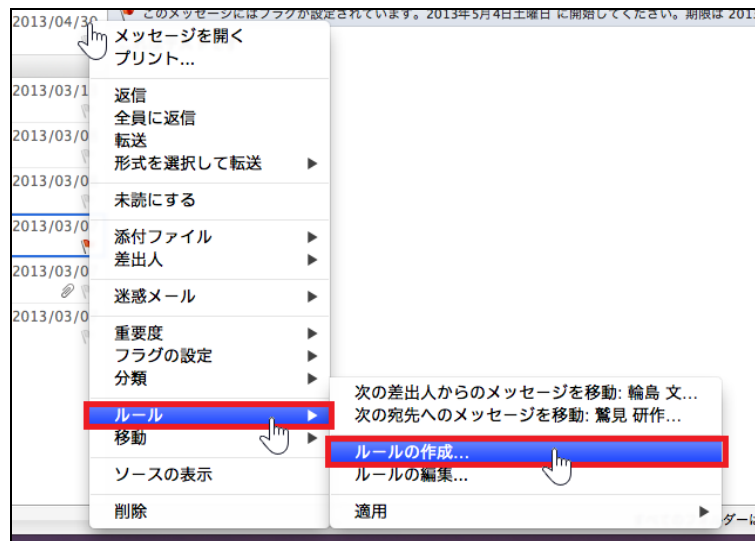 このメッセージにはフラグが設定されています。2013年5月4日土曜日 に開始してください。期限は 201
2013/04/30
メッセージを開く
プリント...
2013/03/1
返信
全員に返信
2013/03/0
転送
形式を選択して転送
2013/03/0
未読にする
2013/03/0
添付ファイル
差出人
2013/03/0
迷惑メール
2013/03/0
重要度
フラグの設定
分類
次の差出人からのメッセージを移動: 輪島 文...
ルール
次の宛先へのメッセージを移動: 鷲見 研作...
移動
ルールの作成...
ソースの表示
ルールの編集...
削除
適用
ダーは